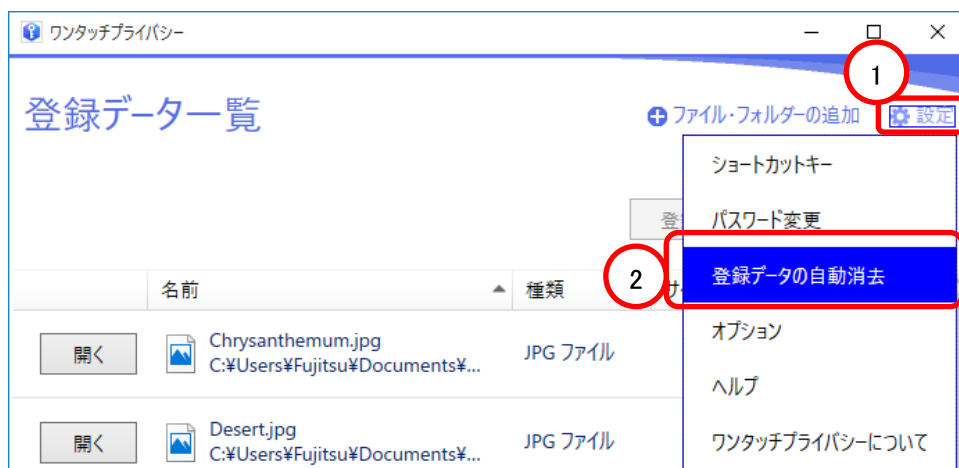 ワンタッチプライバシー
1
登録データ一覧
ファイル・フォルダーの追加
設定
ショートカットキー
登
パスワード変更
2
登録データの自動消去
名前
種類
サ
オプション
開く
Chrysanthemum.jpg
C:¥Users¥Fujitsu¥Documents¥...
JPG ファイル
ヘルプ
開く
Desert.jpg
C:¥Users¥Fujitsu¥Documents¥...
JPG ファイル
ワンタッチプライバシーについて